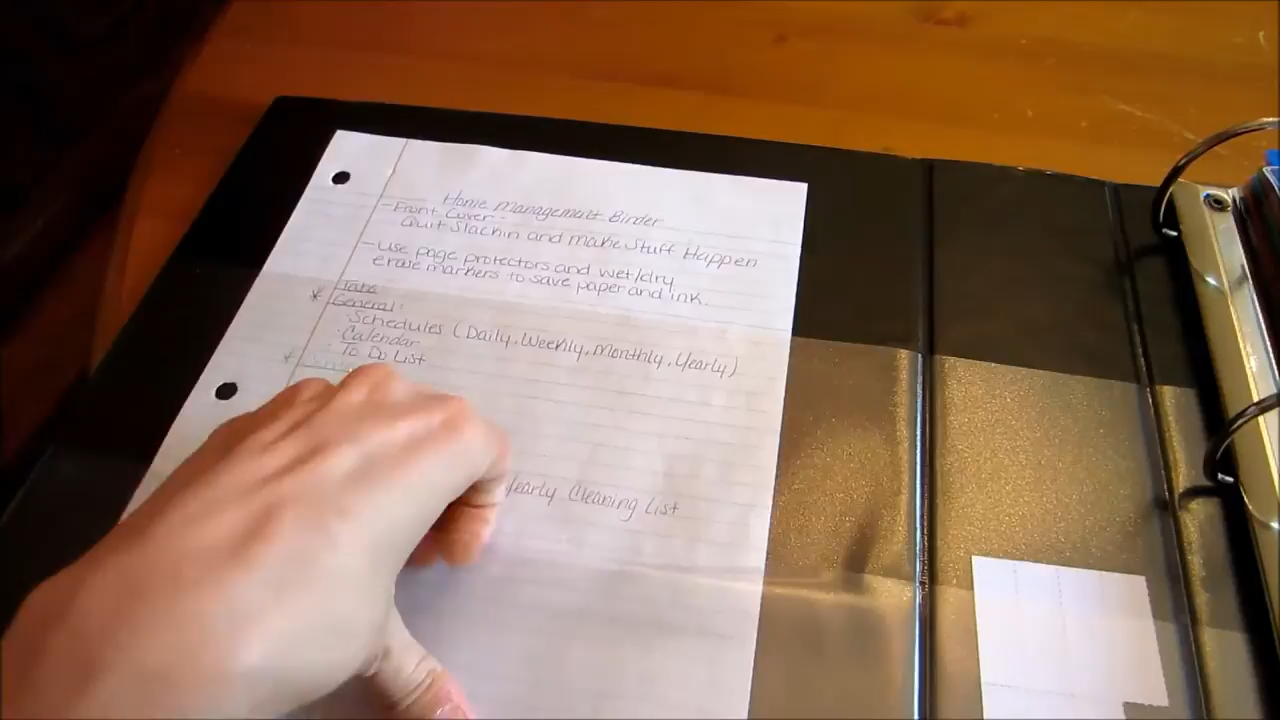 Home Management Binder
- Front Cover -
Quit Slackin and make Stuff Happen
- Use page protectors and wet/dry
erase markers to save paper and ink.
Tabs
* General:
· Schedules (Daily, Weekly, Monthly, Yearly)
· Calendar
· To Do List
*
Yearly Cleaning List